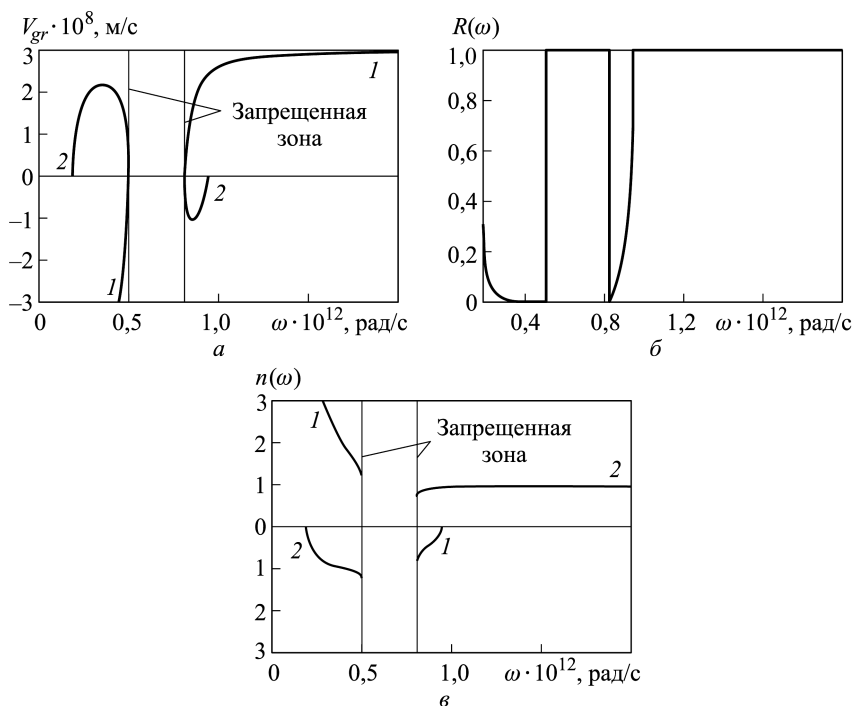 V_gr · 10^8, м/с
3
2
1
0
–1
–2
–3
2
1
1
2
Запрещенная
зона
0
0,5
1,0
ω · 10^12, рад/с
а
R(ω)
1,0
0,8
0,6
0,4
0,2
0
0,4
0,8
1,2
ω · 10^12, рад/с
б
n(ω)
3
2
1
0
1
2
3
1
2
2
1
Запрещенная
зона
0
0,5
1,0
ω · 10^12, рад/с
в